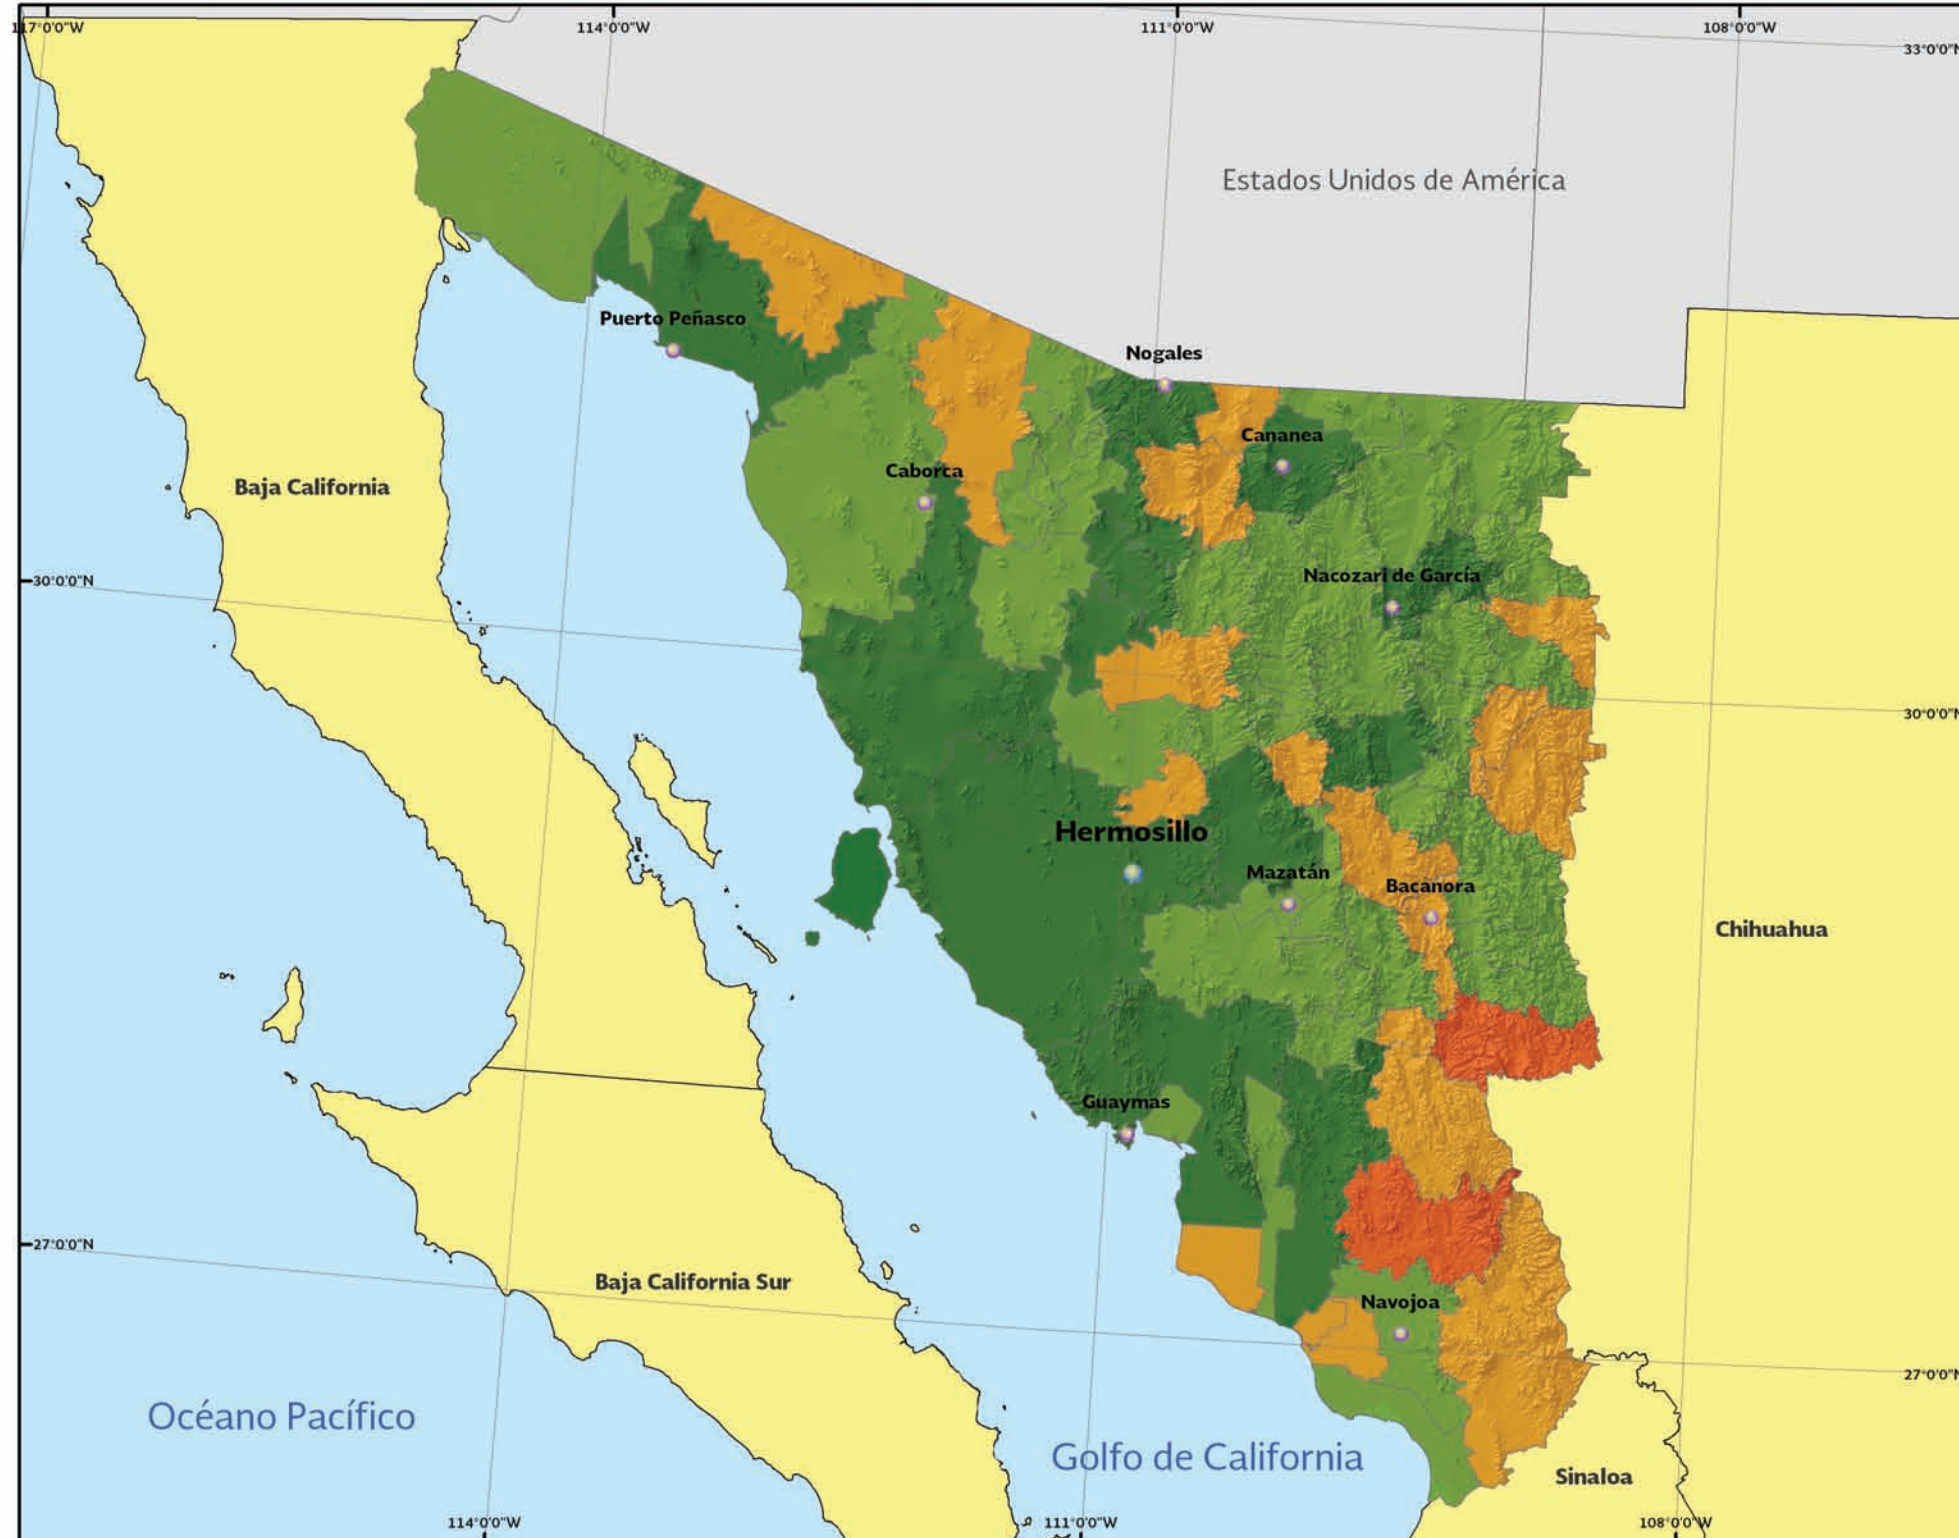 117°0'0"W
114°0'0"W
111°0'0"W
108°0'0"W
33°0'0"N
Estados Unidos de América
Puerto Peñasco
Nogales
Cananea
Caborca
Baja California
Nacozari de García
30°0'0"N
30°0'0"N
Hermosillo
Mazatán
Bacanora
Chihuahua
Guaymas
27°0'0"N
Baja California Sur
Navojoa
27°0'0"N
Océano Pacífico
Golfo de California
Sinaloa
114°0'0"W
111°0'0"W
108°0'0"W